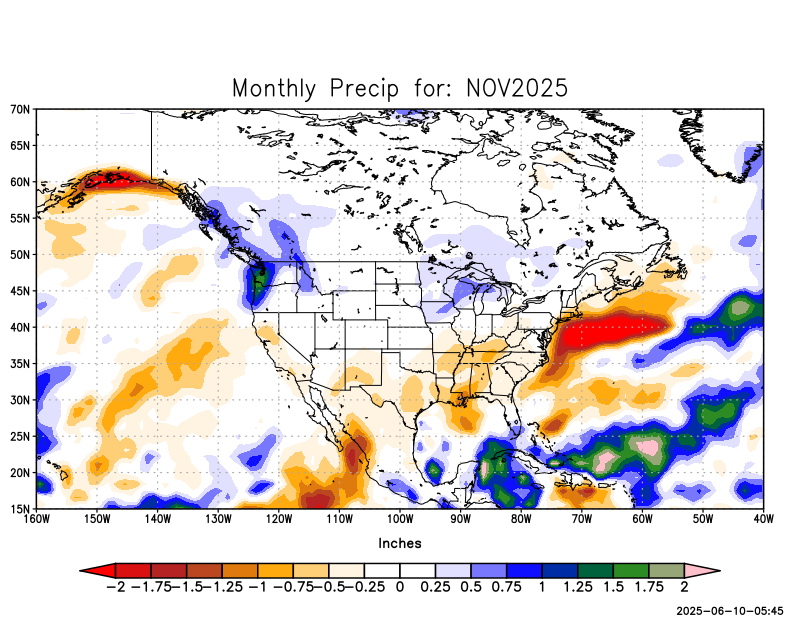 Monthly Precip for: NOV2025
70N
65N
60N
55N
50N
45N
40N
35N
30N
25N
20N
15N
160W 150W 140W 130W 120W 110W 100W 90W 80W 70W 60W 50W 40W
Inches
−2 −1.75 −1.5 −1.25 −1 −0.75 −0.5 −0.25 0 0.25 0.5 0.75 1 1.25 1.5 1.75 2
2025-06-10-05:45